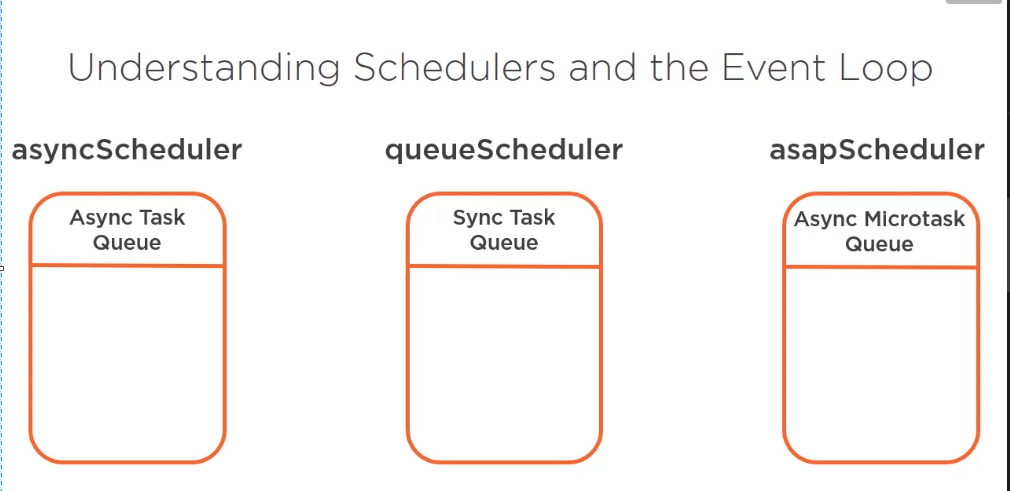 Understanding Schedulers and the Event Loop
asyncScheduler
Async Task
Queue
queueScheduler
Sync Task
Queue
asapScheduler
Async Microtask
Queue